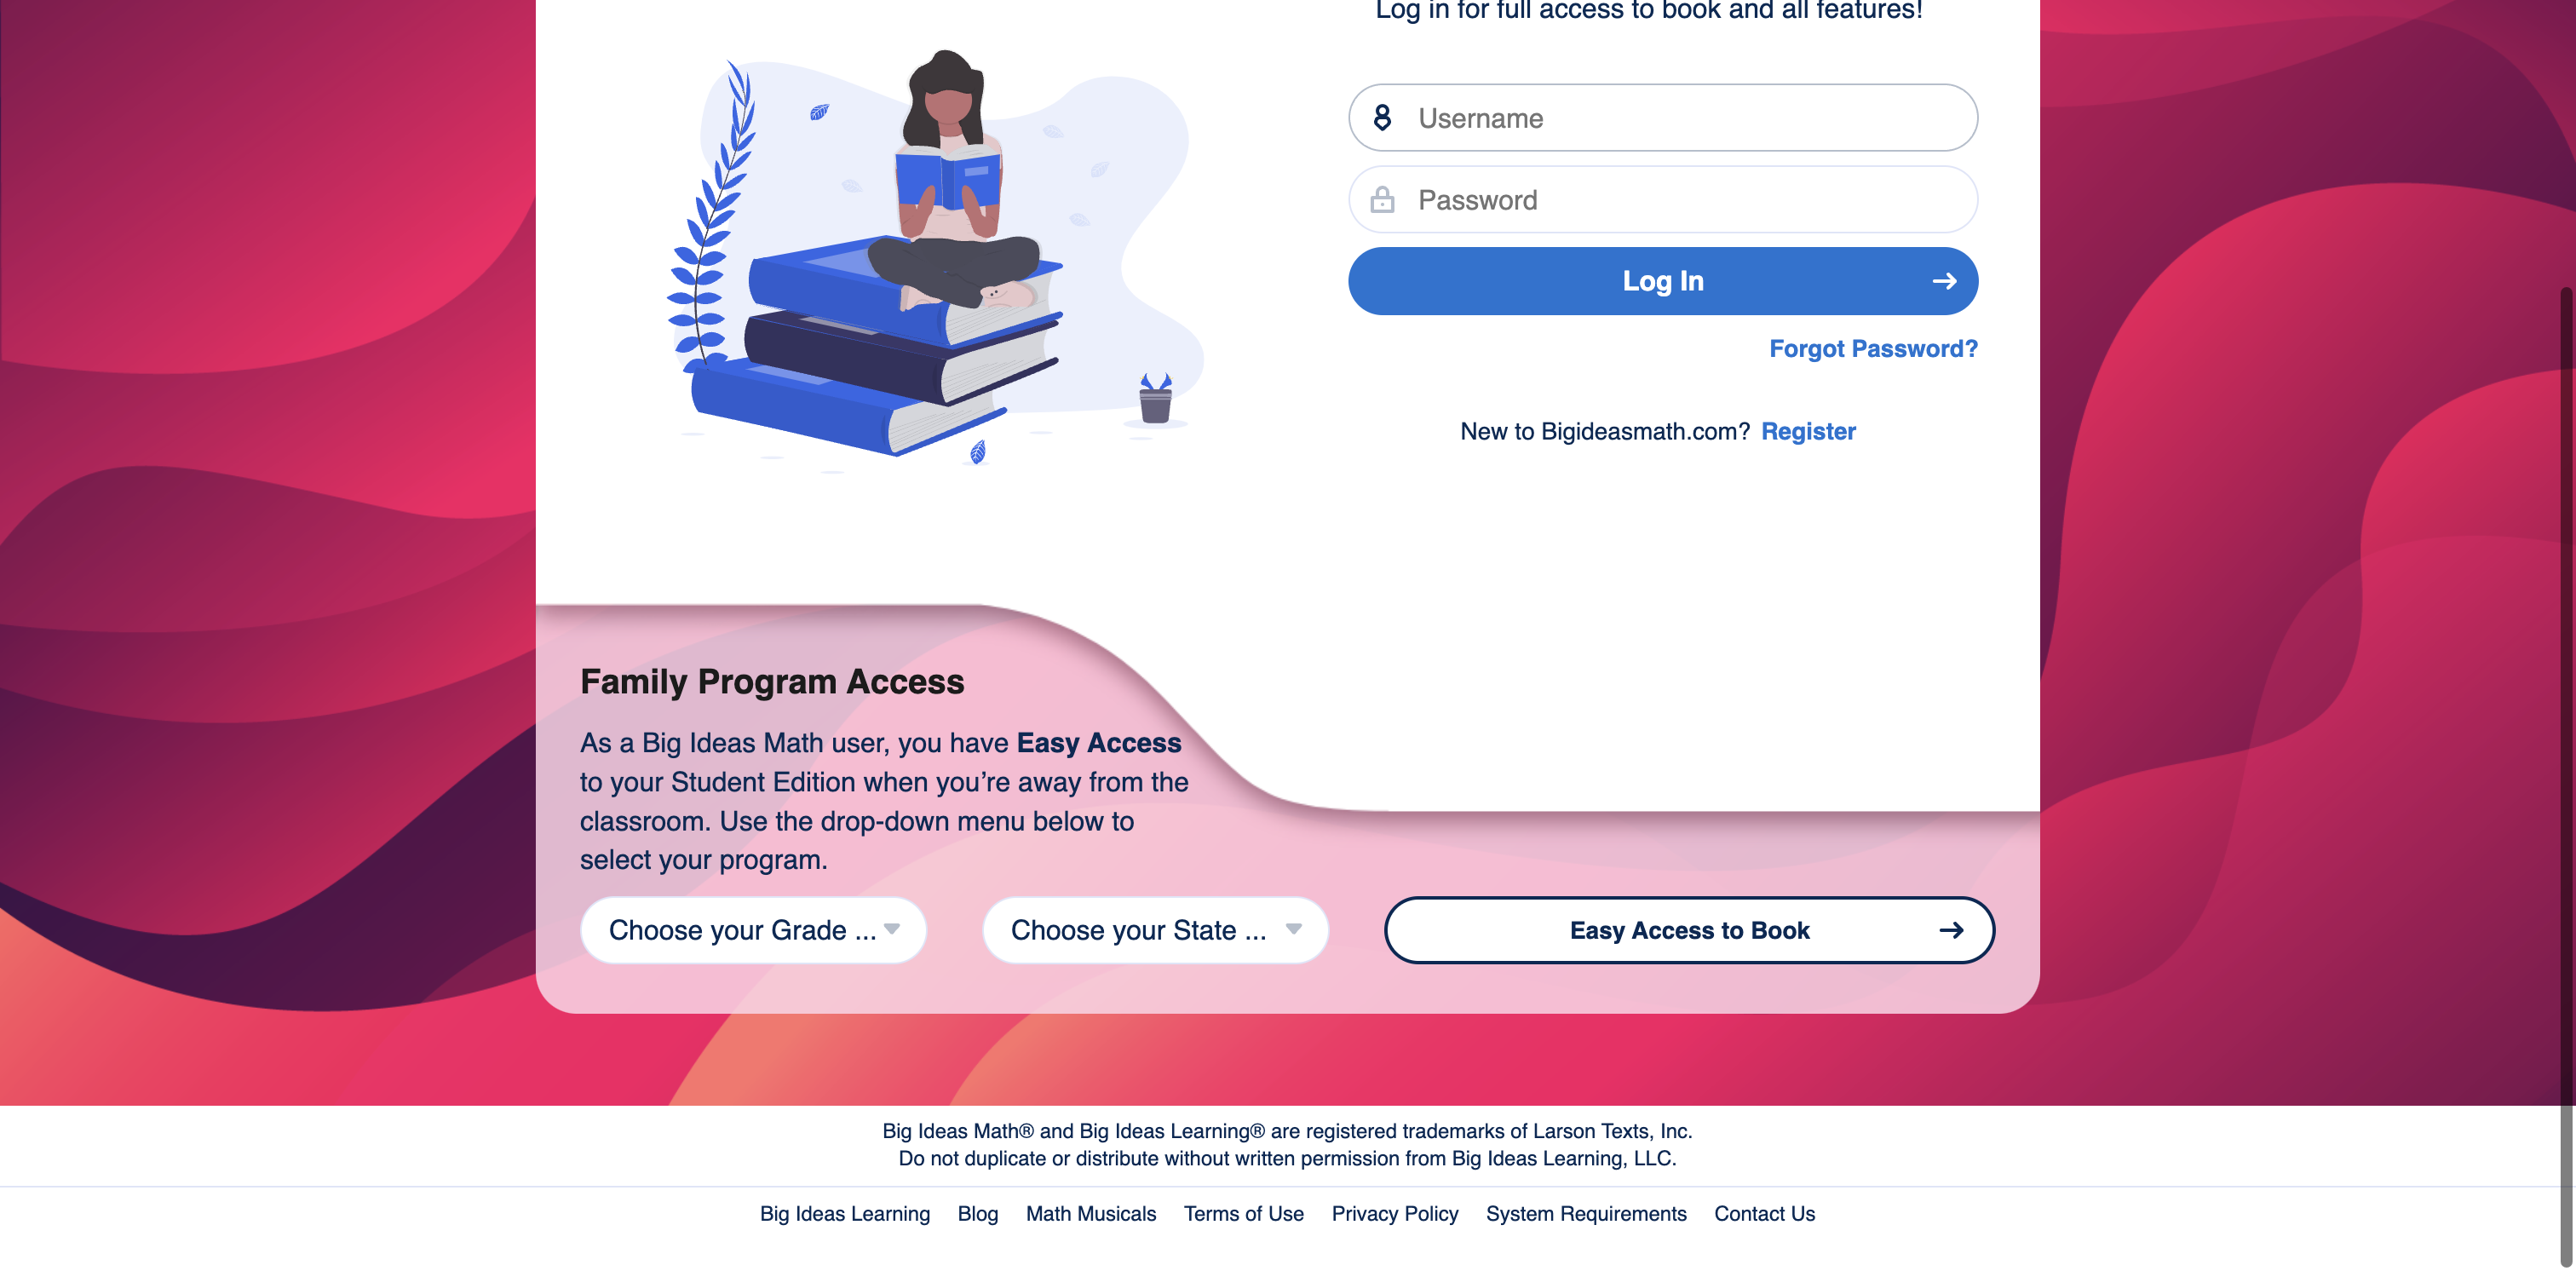 Log in for full access to book and all features!
Username
Password
Log In
Forgot Password?
New to Bigideasmath.com? Register
Family Program Access
As a Big Ideas Math user, you have Easy Access
to your Student Edition when you’re away from the
classroom. Use the drop-down menu below to
select your program.
Choose your Grade ...
Choose your State ...
Easy Access to Book
Big Ideas Math® and Big Ideas Learning® are registered trademarks of Larson Texts, Inc.
Do not duplicate or distribute without written permission from Big Ideas Learning, LLC.
Big Ideas Learning Blog Math Musicals Terms of Use Privacy Policy System Requirements Contact Us